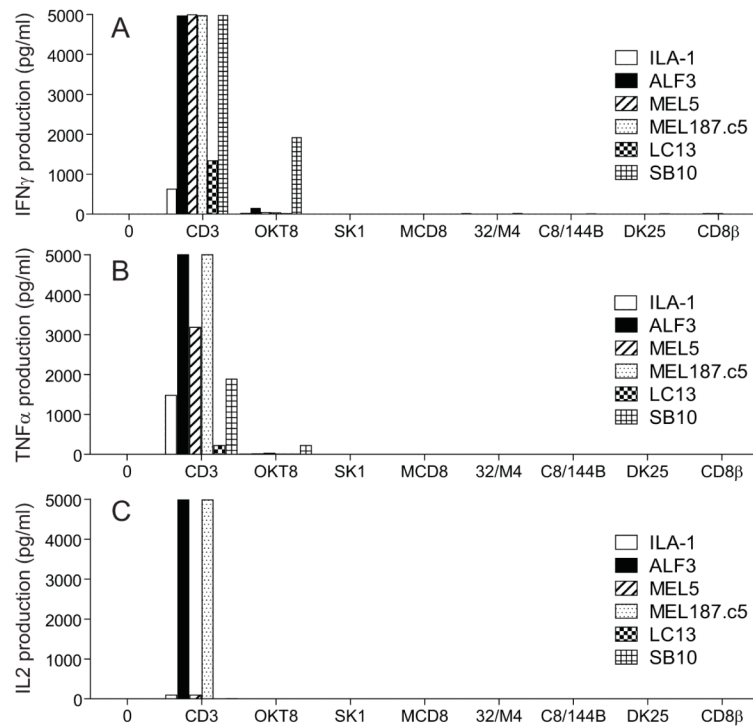 A
IFNγ production (pg/ml)
5000
4000
3000
2000
1000
0
ILA-1
ALF3
MEL5
MEL187.c5
LC13
SB10
0 CD3 OKT8 SK1 MCD8 32/M4 C8/144B DK25 CD8β
B
TNFα production (pg/ml)
5000
4000
3000
2000
1000
0
ILA-1
ALF3
MEL5
MEL187.c5
LC13
SB10
0 CD3 OKT8 SK1 MCD8 32/M4 C8/144B DK25 CD8β
C
IL2 production (pg/ml)
5000
4000
3000
2000
1000
0
ILA-1
ALF3
MEL5
MEL187.c5
LC13
SB10
0 CD3 OKT8 SK1 MCD8 32/M4 C8/144B DK25 CD8β